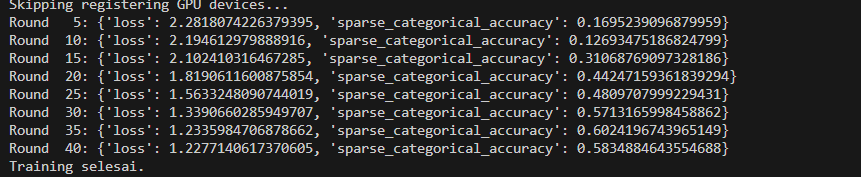 Skipping registering GPU devices...
Round   5: {'loss': 2.2818074226379395, 'sparse_categorical_accuracy': 0.1695239096879959}
Round  10: {'loss': 2.194612979888916, 'sparse_categorical_accuracy': 0.12693475186824799}
Round  15: {'loss': 2.102410316467285, 'sparse_categorical_accuracy': 0.31068769097328186}
Round  20: {'loss': 1.8190611600875854, 'sparse_categorical_accuracy': 0.44247159361839294}
Round  25: {'loss': 1.5633248090744019, 'sparse_categorical_accuracy': 0.4809707999229431}
Round  30: {'loss': 1.3390660285949707, 'sparse_categorical_accuracy': 0.5713165998458862}
Round  35: {'loss': 1.2335984706878662, 'sparse_categorical_accuracy': 0.6024196743965149}
Round  40: {'loss': 1.2277140617370605, 'sparse_categorical_accuracy': 0.5834884643554688}
Training selesai.